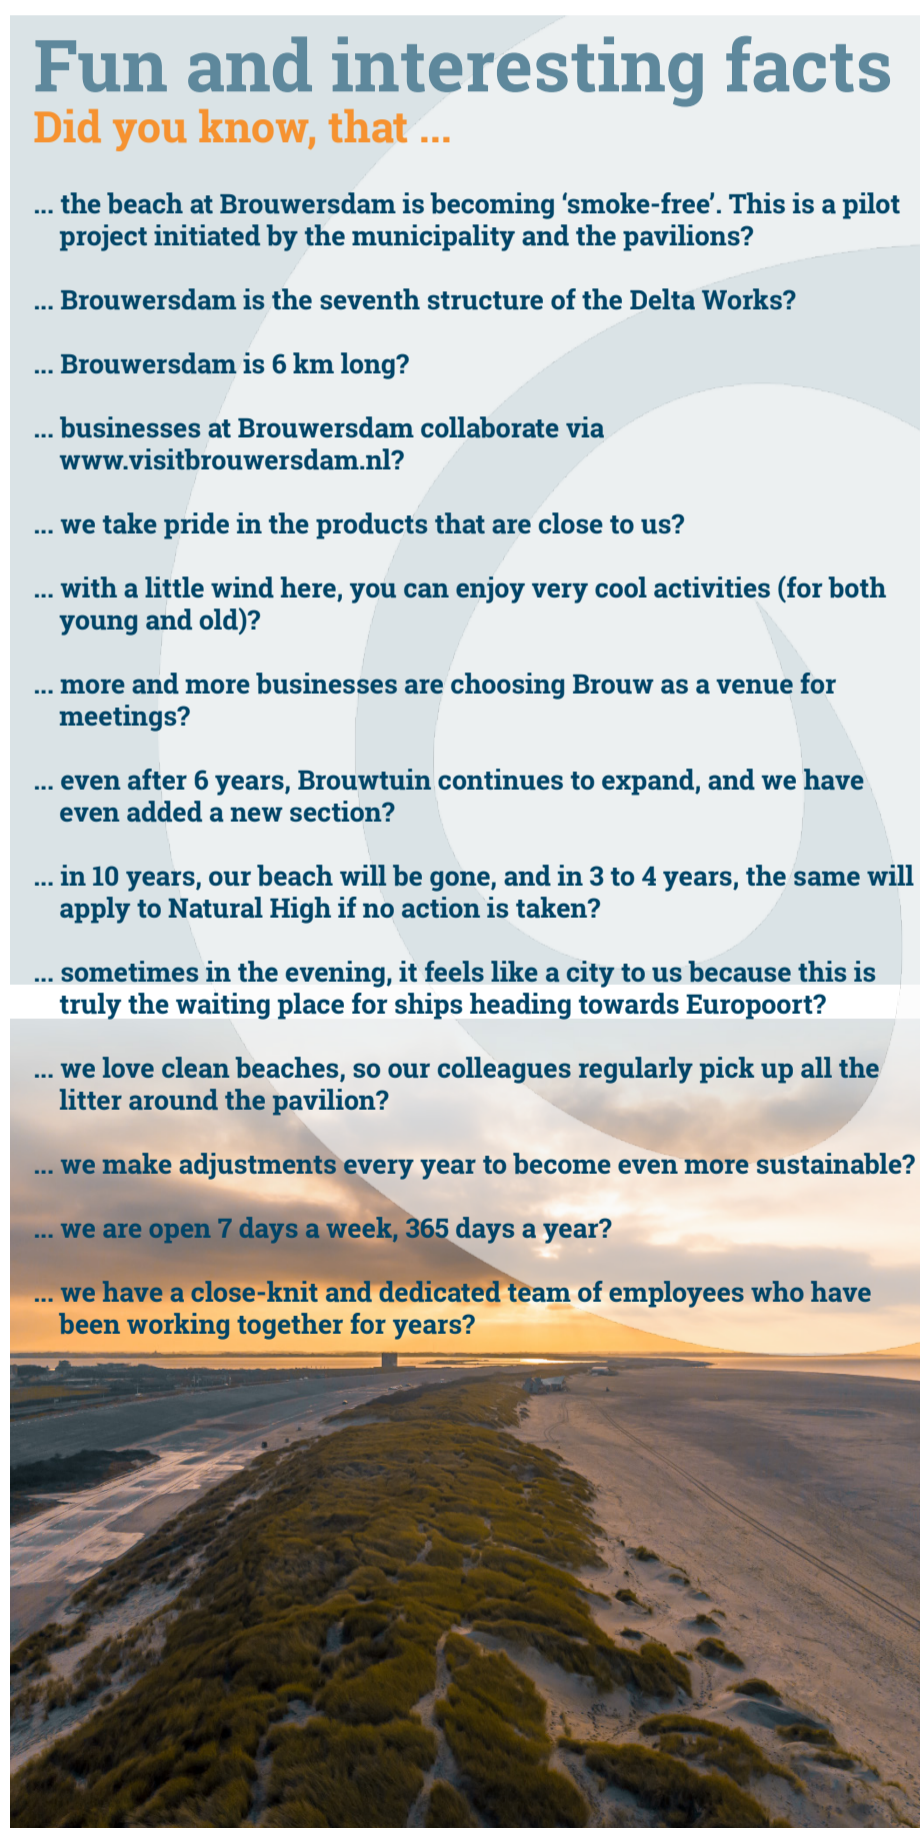 Fun and interesting facts
Did you know, that ...
... the beach at Brouwersdam is becoming ‘smoke-free’. This is a pilot
project initiated by the municipality and the pavilions?
... Brouwersdam is the seventh structure of the Delta Works?
... Brouwersdam is 6 km long?
... businesses at Brouwersdam collaborate via
www.visitbrouwersdam.nl?
... we take pride in the products that are close to us?
... with a little wind here, you can enjoy very cool activities (for both
young and old)?
... more and more businesses are choosing Brouw as a venue for
meetings?
... even after 6 years, Brouwtuin continues to expand, and we have
even added a new section?
... in 10 years, our beach will be gone, and in 3 to 4 years, the same will
apply to Natural High if no action is taken?
... sometimes in the evening, it feels like a city to us because this is
truly the waiting place for ships heading towards Europoort?
... we love clean beaches, so our colleagues regularly pick up all the
litter around the pavilion?
... we make adjustments every year to become even more sustainable?
... we are open 7 days a week, 365 days a year?
... we have a close-knit and dedicated team of employees who have
been working together for years?